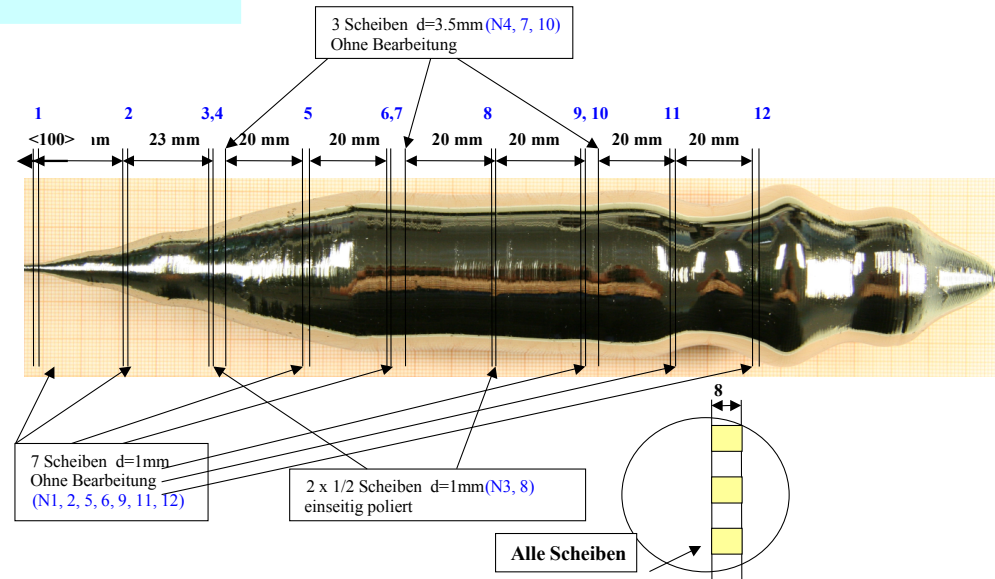 3 Scheiben d=3.5mm(N4, 7, 10)
Ohne Bearbeitung
1 2 3,4 5 6,7 8 9, 10 11 12
<100> m 23 mm 20 mm 20 mm 20 mm 20 mm 20 mm 20 mm
8
7 Scheiben d=1mm
Ohne Bearbeitung
(N1, 2, 5, 6, 9, 11, 12)
2 x 1/2 Scheiben d=1mm(N3, 8)
einseitig poliert
Alle Scheiben